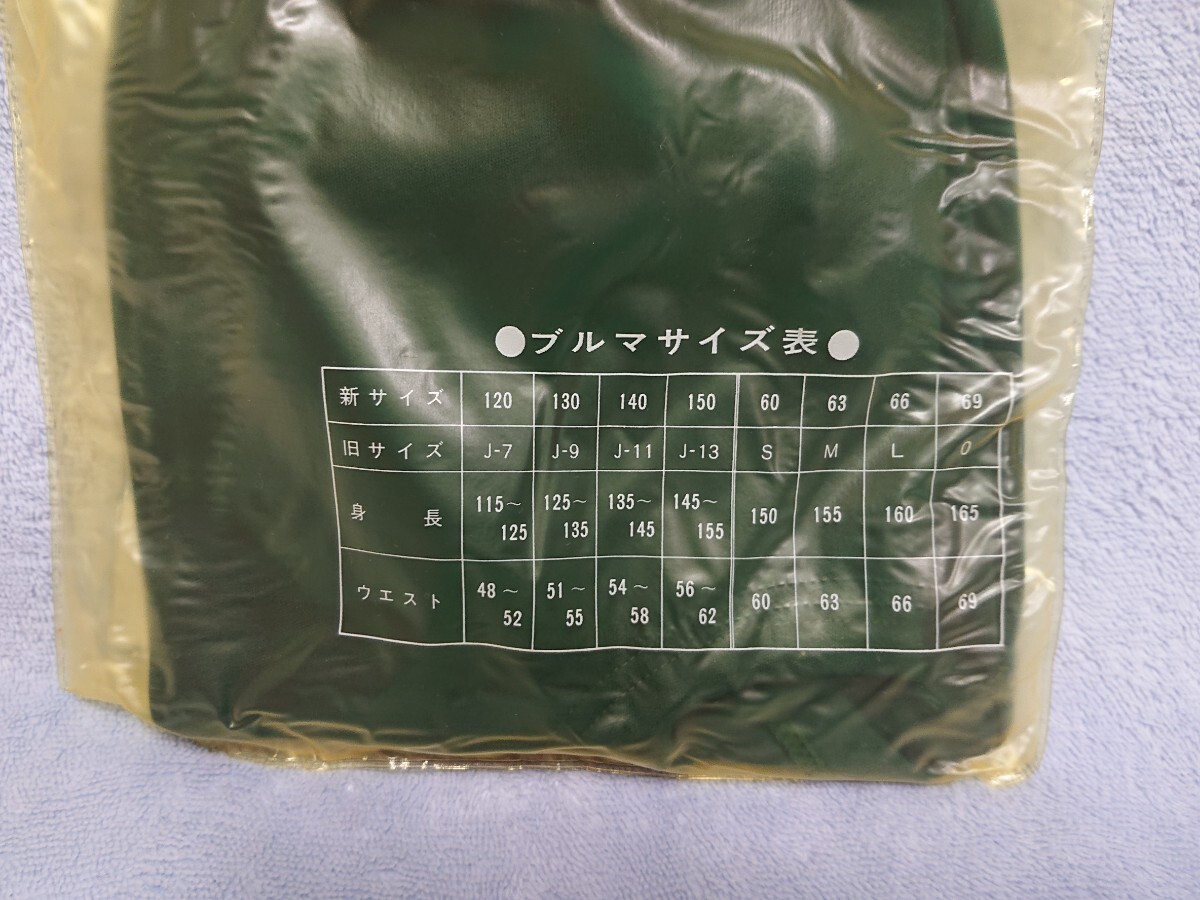 ●ブルマサイズ表●
新サイズ 120 130 140 150 60 63 66 69
旧サイズ J-7 J-9 J-11 J-13 S M L O
身長 115～125 125～135 135～145 145～155 150 155 160 165
ウエスト 48～52 51～55 54～58 56～62 60 63 66 69